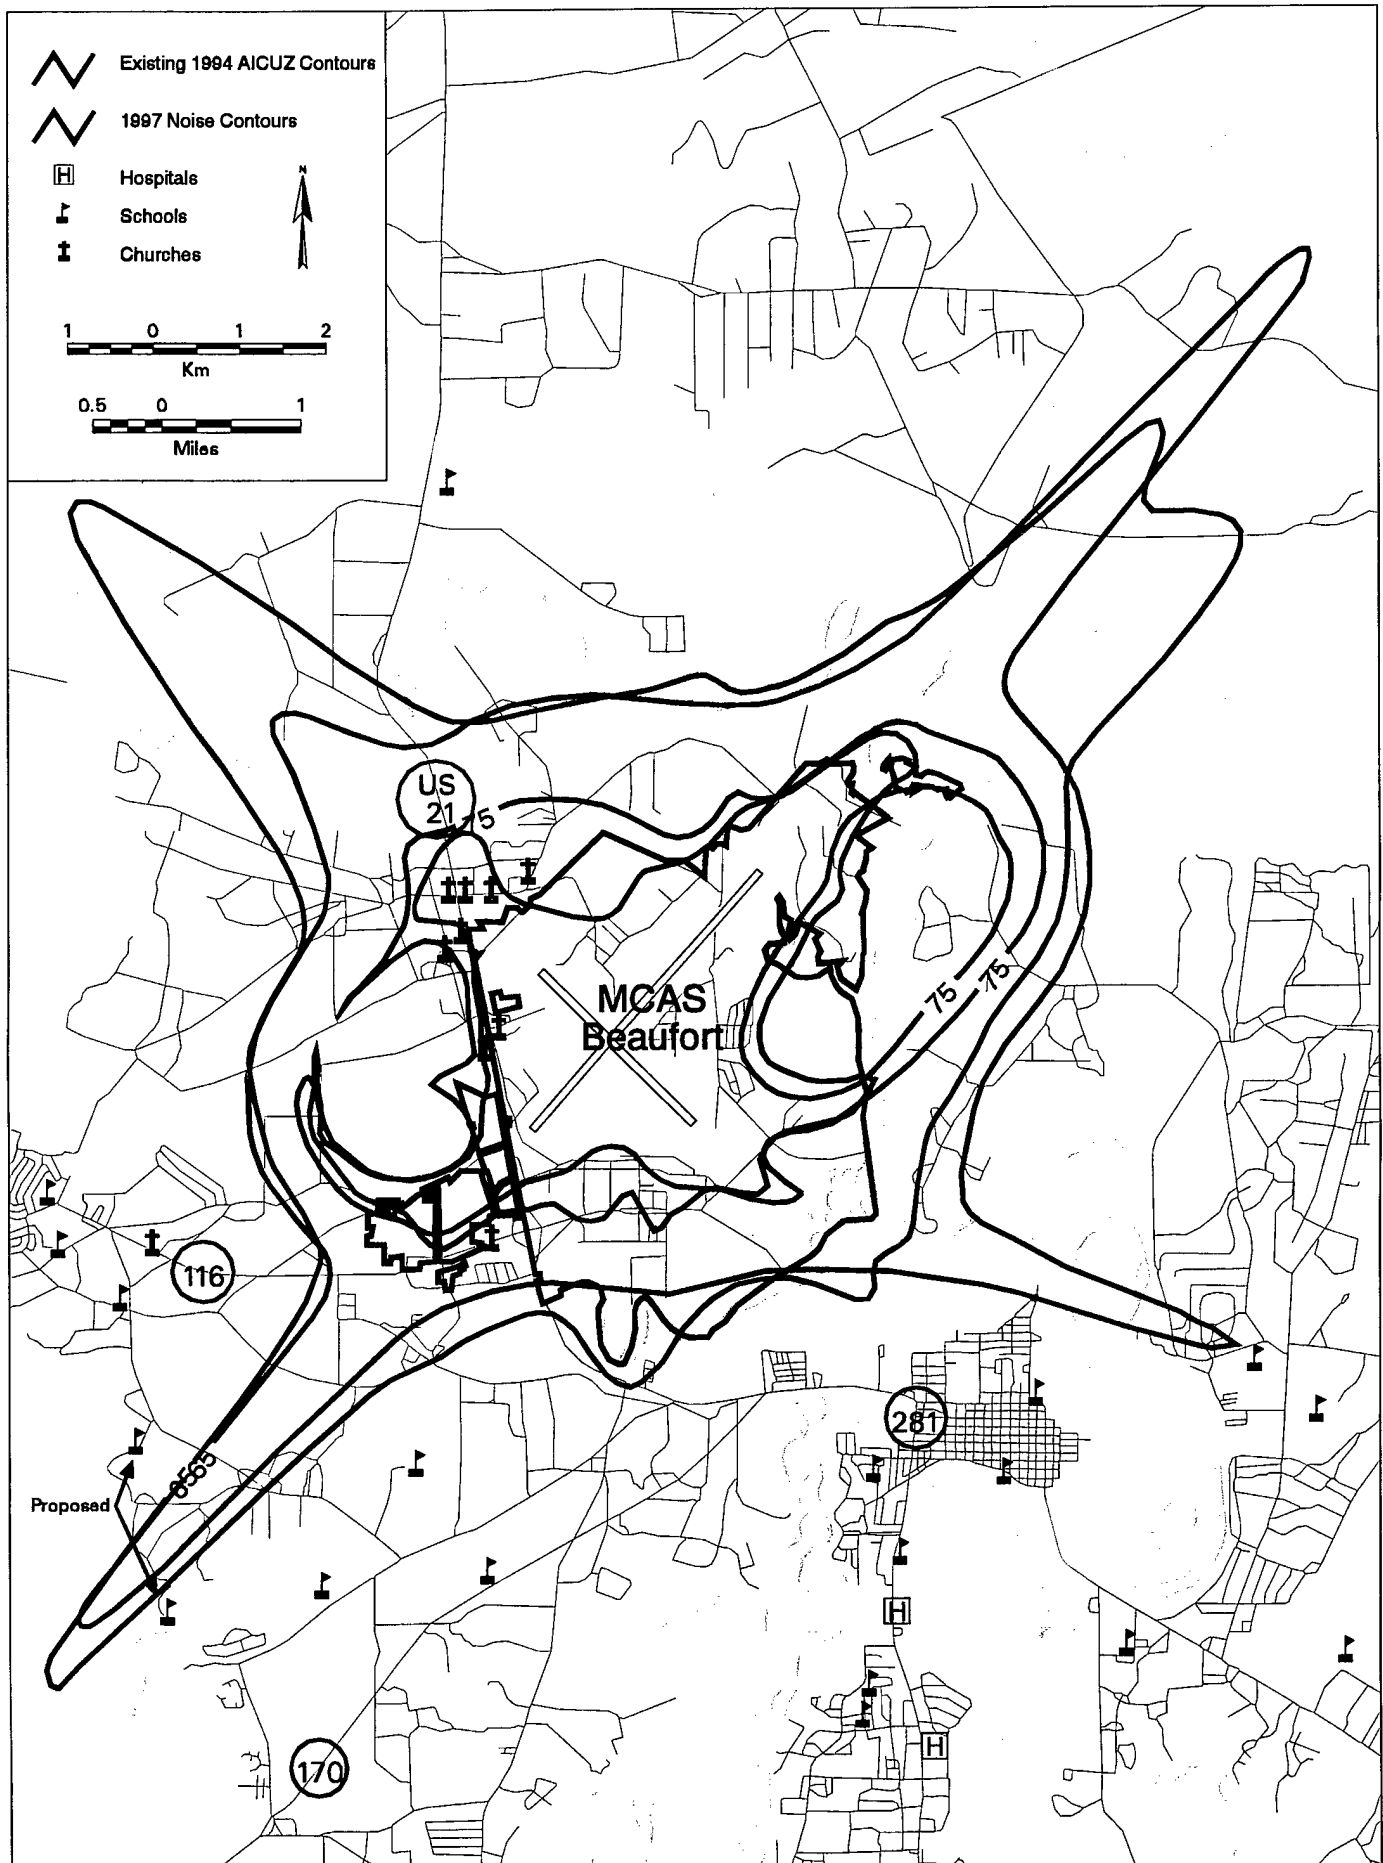 Existing 1994 AICUZ Contours
1997 Noise Contours
N
H Hospitals
Schools
Churches
1 0 1 2
Km
0.5 0 1
Miles
US
21
75
MCAS
Beaufort
75
75
116
281
65
65
Proposed
H
H
170